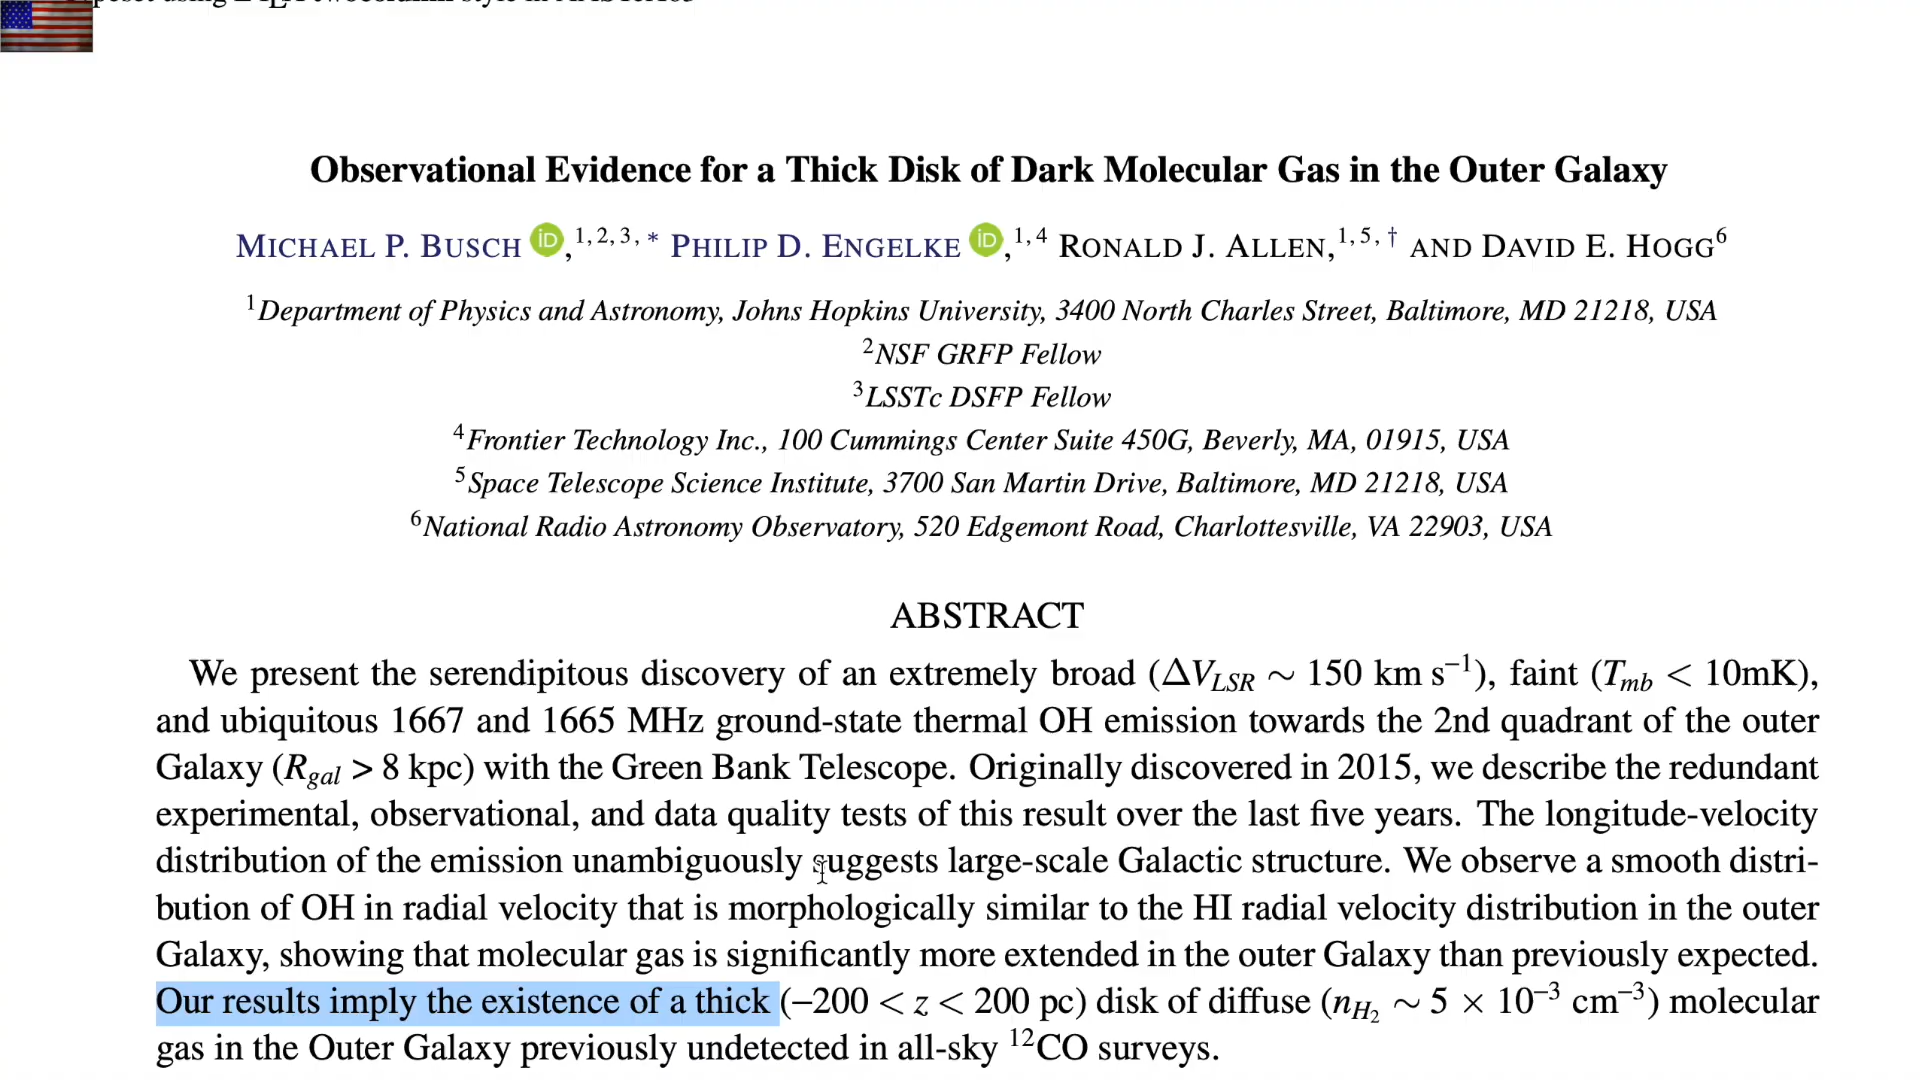 using twocolumn style in
Observational Evidence for a Thick Disk of Dark Molecular Gas in the Outer Galaxy
MICHAEL P. BUSCH iD,1,2,3,* PHILIP D. ENGELKE iD,1,4 RONALD J. ALLEN,1,5,† AND DAVID E. HOGG6
1Department of Physics and Astronomy, Johns Hopkins University, 3400 North Charles Street, Baltimore, MD 21218, USA
2NSF GRFP Fellow
3LSSTc DSFP Fellow
4Frontier Technology Inc., 100 Cummings Center Suite 450G, Beverly, MA, 01915, USA
5Space Telescope Science Institute, 3700 San Martin Drive, Baltimore, MD 21218, USA
6National Radio Astronomy Observatory, 520 Edgemont Road, Charlottesville, VA 22903, USA
ABSTRACT
We present the serendipitous discovery of an extremely broad (ΔV_LSR ∼ 150 km s⁻¹), faint (T_mb < 10mK),
and ubiquitous 1667 and 1665 MHz ground-state thermal OH emission towards the 2nd quadrant of the outer
Galaxy (R_gal > 8 kpc) with the Green Bank Telescope. Originally discovered in 2015, we describe the redundant
experimental, observational, and data quality tests of this result over the last five years. The longitude-velocity
distribution of the emission unambiguously suggests large-scale Galactic structure. We observe a smooth distri-
bution of OH in radial velocity that is morphologically similar to the HI radial velocity distribution in the outer
Galaxy, showing that molecular gas is significantly more extended in the outer Galaxy than previously expected.
Our results imply the existence of a thick (−200 < z < 200 pc) disk of diffuse (n_H₂ ∼ 5 × 10⁻³ cm⁻³) molecular
gas in the Outer Galaxy previously undetected in all-sky ¹²CO surveys.